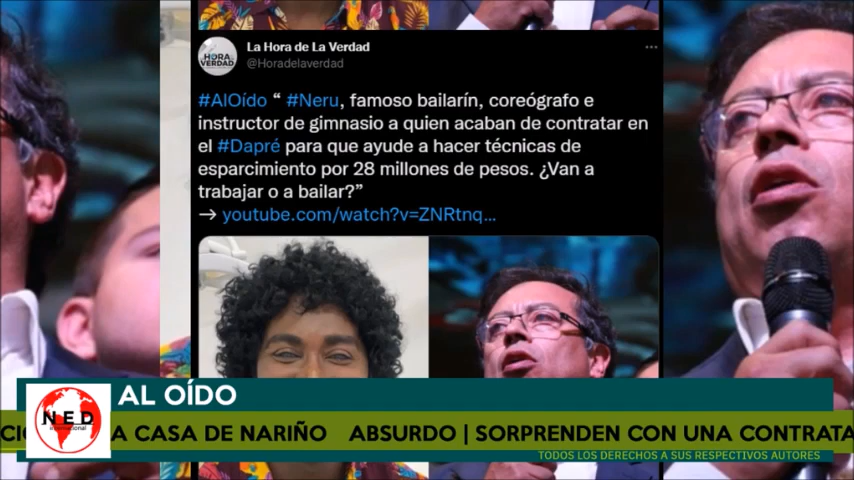 La Hora de La Verdad
@Horadelaverdad
HORA
VERDAD
#AlOído “ #Neru, famoso bailarín, coreógrafo e
instructor de gimnasio a quien acaban de contratar en
el #Dapré para que ayude a hacer técnicas de
esparcimiento por 28 millones de pesos. ¿Van a
trabajar o a bailar?”
→ youtube.com/watch?v=ZNRtnq...
AL OÍDO
NED
internacional
A CASA DE NARIÑO ABSURDO | SORPRENDEN CON UNA CONTRATA
TODOS LOS DERECHOS A SUS RESPECTIVOS AUTORES